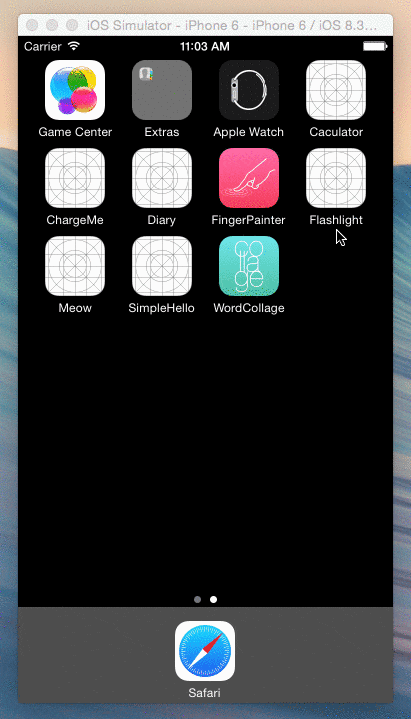 iOS Simulator - iPhone 6 - iPhone 6 / iOS 8.3...
Carrier 11:03 AM
Game Center Extras Apple Watch Caculator
ChargeMe Diary FingerPainter Flashlight
collage
Meow SimpleHello WordCollage
Safari